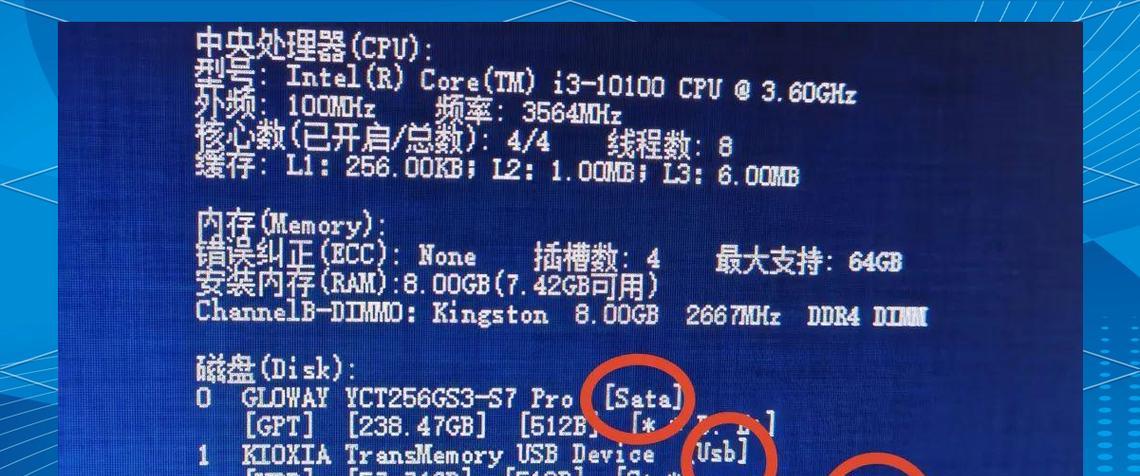 中央处理器(CPU):
型号: Intel(R) Core(TM) i3-10100 CPU @ 3.60GHz
外频: 100MHz 频率: 3564MHz
核心数(已开启/总数): 4/4 线程数: 8
缓存: L1: 256.00KB; L2: 1.00MB; L3: 6.00MB
内存(Memory):
错误纠正(ECC): None 插槽数: 4 最大支持: 64GB
安装内存(RAM):8.00GB(7.42GB可用)
ChannelB-DIMM0: Kingston 8.00GB 2667MHz DDR4 DIMM
磁盘(Disk):
0 GLOWAY YCT256GS3-S7 Pro [Sata]
[GPT] [238.47GB] [512B]
1 KIOXIA TransMemory USB Device [Usb]